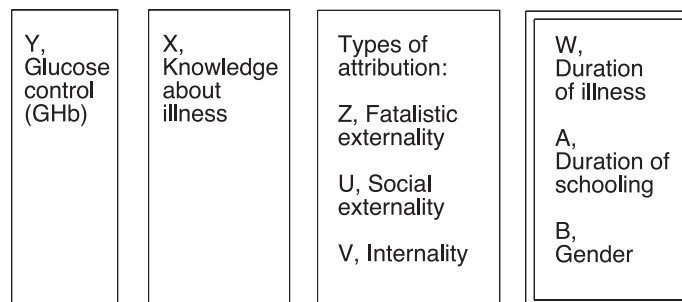 Y,
Glucose
control
(GHb)
X,
Knowledge
about
illness
Types of
attribution:
Z, Fatalistic
externality
U, Social
externality
V, Internality
W,
Duration
of illness
A,
Duration of
schooling
B,
Gender